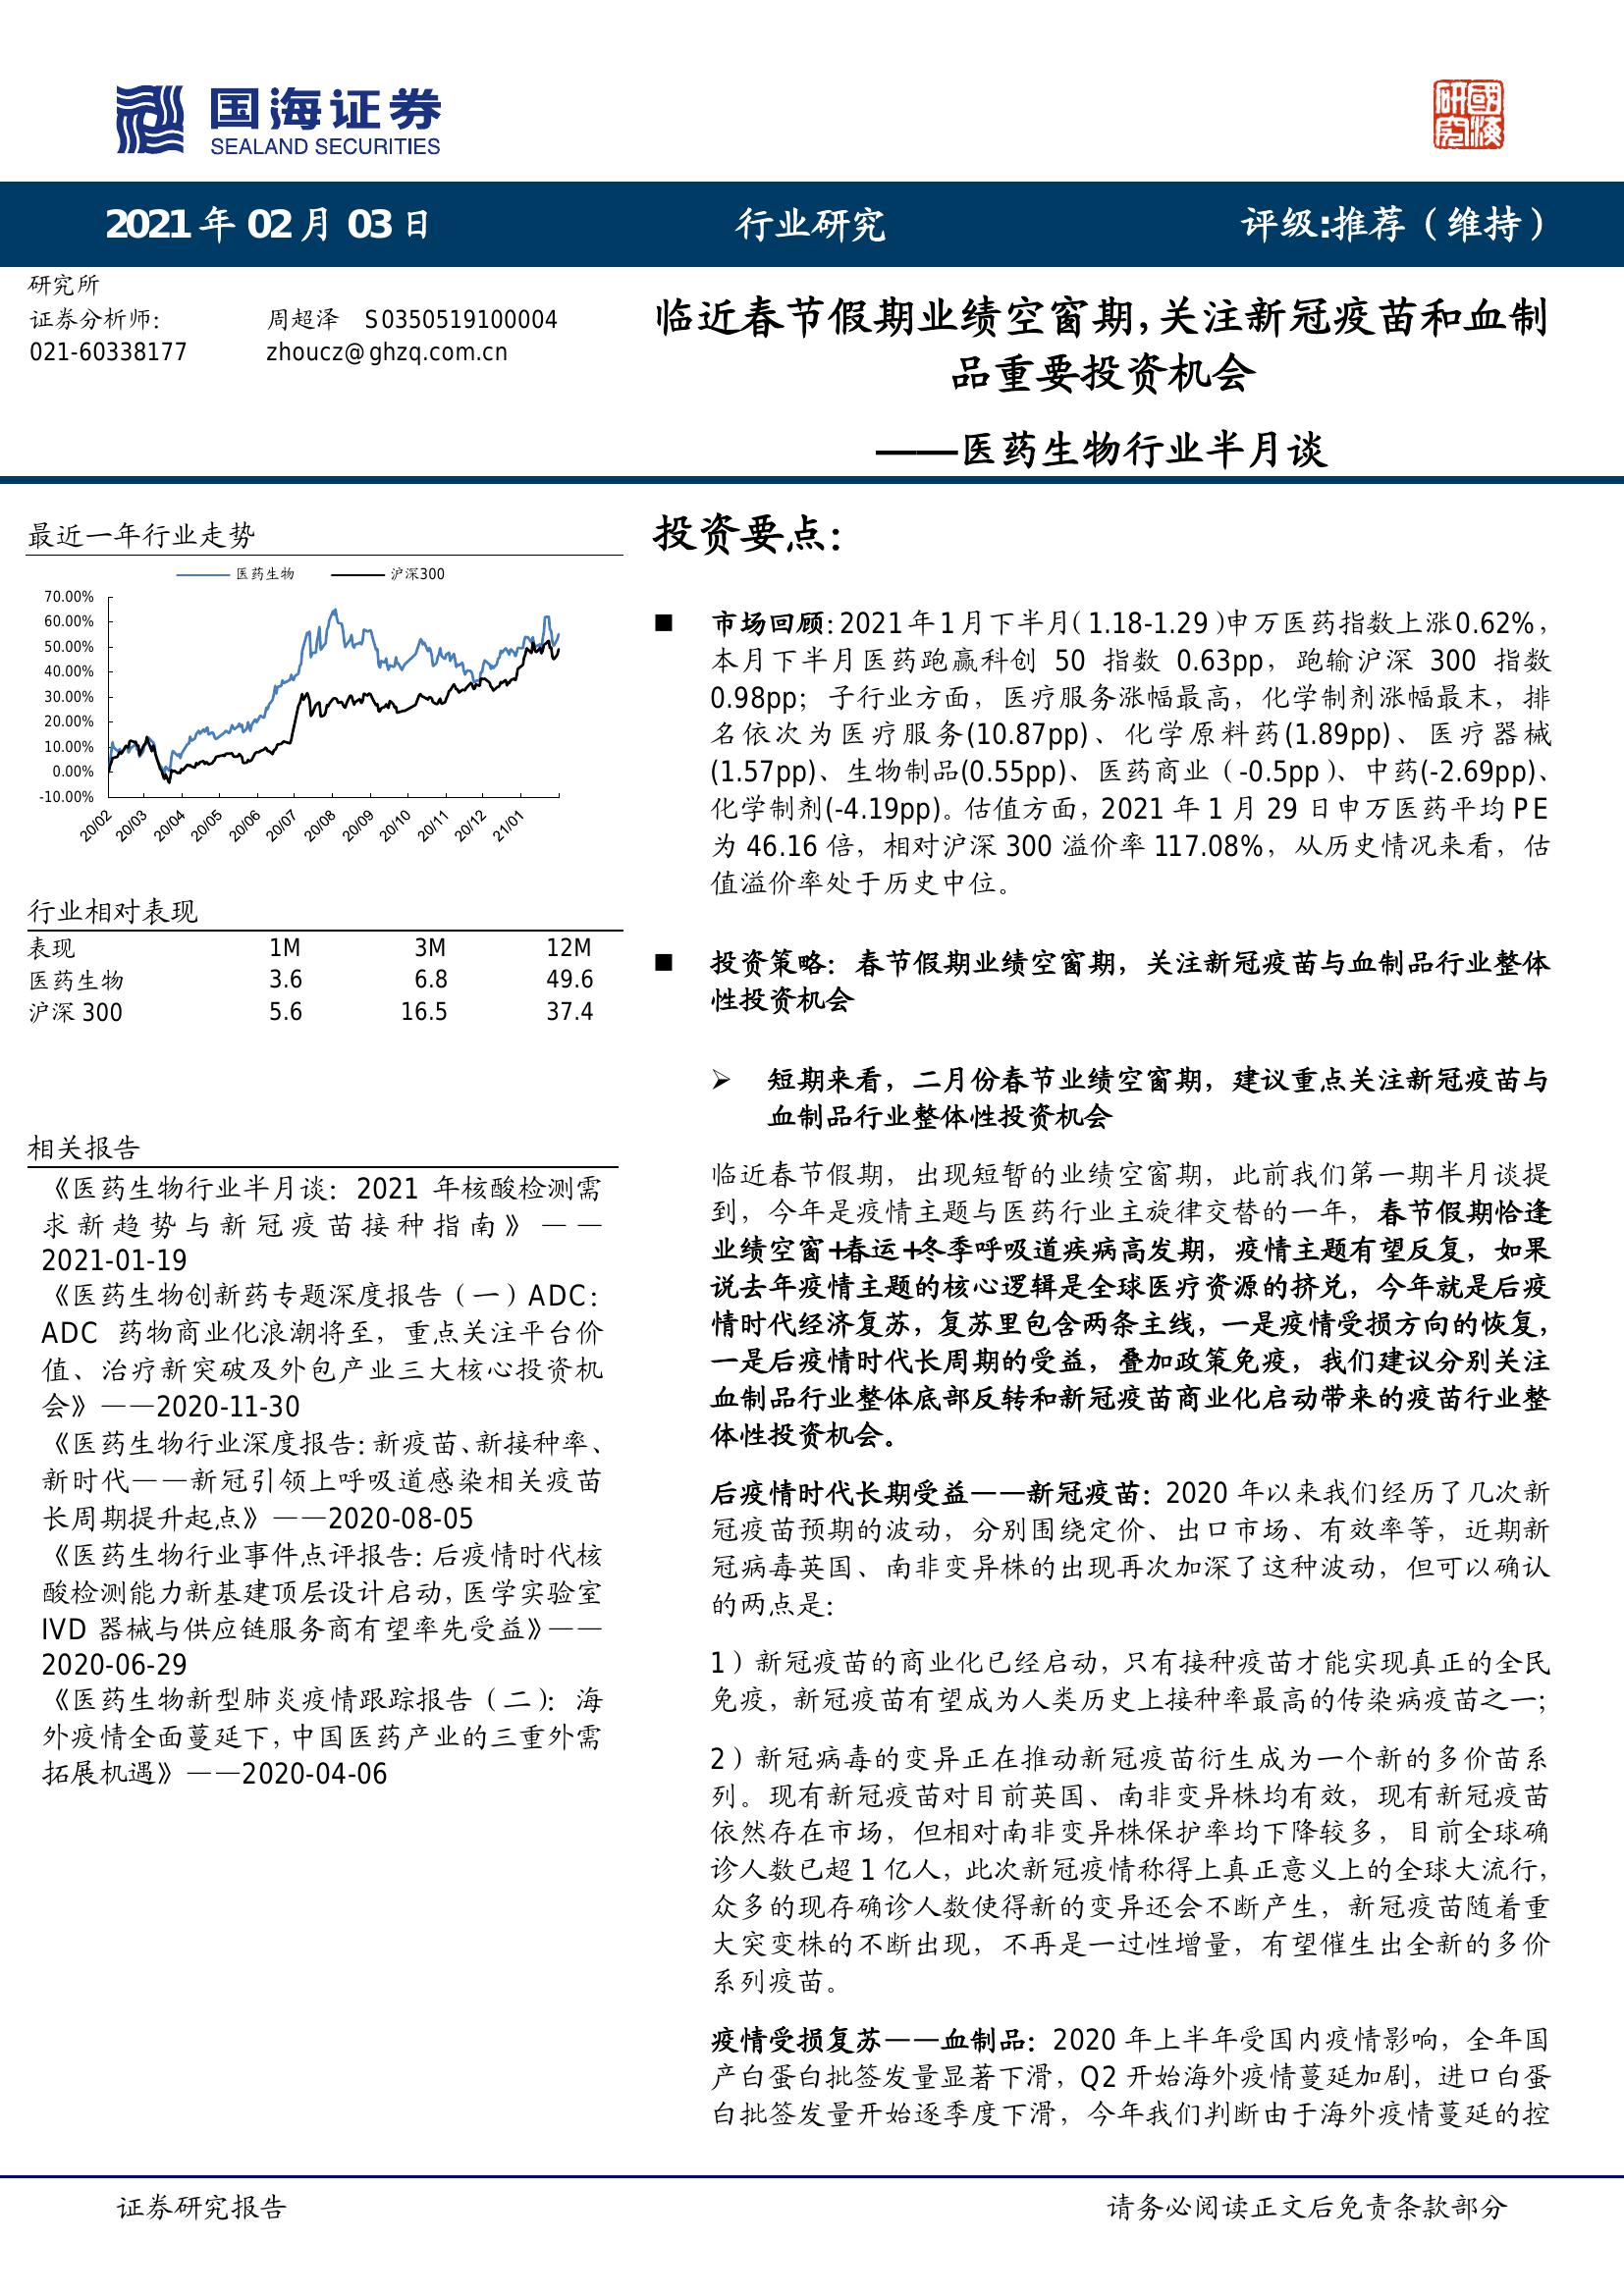 国海证券
SEALAND SECURITIES
國海研究
2021 年 02 月 03 日
行业研究
评级:推荐（维持）
研究所
证券分析师: 周超泽 S0350519100004
021-60338177 zhoucz@ghzq.com.cn
临近春节假期业绩空窗期,关注新冠疫苗和血制
品重要投资机会
——医药生物行业半月谈
最近一年行业走势
医药生物 沪深300
70.00%
60.00%
50.00%
40.00%
30.00%
20.00%
10.00%
0.00%
-10.00%
20/02 20/03 20/04 20/05 20/06 20/07 20/08 20/09 20/10 20/11 20/12 21/01
行业相对表现
表现 1M 3M 12M
医药生物 3.6 6.8 49.6
沪深 300 5.6 16.5 37.4
相关报告
《医药生物行业半月谈：2021 年核酸检测需
求新趋势与新冠疫苗接种指南》——
2021-01-19
《医药生物创新药专题深度报告（一）ADC：
ADC 药物商业化浪潮将至，重点关注平台价
值、治疗新突破及外包产业三大核心投资机
会》——2020-11-30
《医药生物行业深度报告：新疫苗、新接种率、
新时代——新冠引领上呼吸道感染相关疫苗
长周期提升起点》——2020-08-05
《医药生物行业事件点评报告：后疫情时代核
酸检测能力新基建顶层设计启动，医学实验室
IVD 器械与供应链服务商有望率先受益》——
2020-06-29
《医药生物新型肺炎疫情跟踪报告（二）：海
外疫情全面蔓延下，中国医药产业的三重外需
拓展机遇》——2020-04-06
投资要点：
■ 市场回顾：2021 年 1 月下半月（1.18-1.29）申万医药指数上涨 0.62%，
本月下半月医药跑赢科创 50 指数 0.63pp，跑输沪深 300 指数
0.98pp；子行业方面，医疗服务涨幅最高，化学制剂涨幅最末，排
名依次为医疗服务(10.87pp)、化学原料药(1.89pp)、医疗器械
(1.57pp)、生物制品(0.55pp)、医药商业（-0.5pp）、中药(-2.69pp)、
化学制剂(-4.19pp)。估值方面，2021 年 1 月 29 日申万医药平均 PE
为 46.16 倍，相对沪深 300 溢价率 117.08%，从历史情况来看，估
值溢价率处于历史中位。
■ 投资策略：春节假期业绩空窗期，关注新冠疫苗与血制品行业整体
性投资机会
➢ 短期来看，二月份春节业绩空窗期，建议重点关注新冠疫苗与
血制品行业整体性投资机会
临近春节假期，出现短暂的业绩空窗期，此前我们第一期半月谈提
到，今年是疫情主题与医药行业主旋律交替的一年，春节假期恰逢
业绩空窗+春运+冬季呼吸道疾病高发期，疫情主题有望反复，如果
说去年疫情主题的核心逻辑是全球医疗资源的挤兑，今年就是后疫
情时代经济复苏，复苏里包含两条主线，一是疫情受损方向的恢复，
一是后疫情时代长周期的受益，叠加政策免疫，我们建议分别关注
血制品行业整体底部反转和新冠疫苗商业化启动带来的疫苗行业整
体性投资机会。
后疫情时代长期受益——新冠疫苗：2020 年以来我们经历了几次新
冠疫苗预期的波动，分别围绕定价、出口市场、有效率等，近期新
冠病毒英国、南非变异株的出现再次加深了这种波动，但可以确认
的两点是：
1）新冠疫苗的商业化已经启动，只有接种疫苗才能实现真正的全民
免疫，新冠疫苗有望成为人类历史上接种率最高的传染病疫苗之一；
2）新冠病毒的变异正在推动新冠疫苗衍生成为一个新的多价苗系
列。现有新冠疫苗对目前英国、南非变异株均有效，现有新冠疫苗
依然存在市场，但相对南非变异株保护率均下降较多，目前全球确
诊人数已超 1 亿人，此次新冠疫情称得上真正意义上的全球大流行，
众多的现存确诊人数使得新的变异还会不断产生，新冠疫苗随着重
大突变株的不断出现，不再是一过性增量，有望催生出全新的多价
系列疫苗。
疫情受损复苏——血制品：2020 年上半年受国内疫情影响，全年国
产白蛋白批签发量显著下滑，Q2 开始海外疫情蔓延加剧，进口白蛋
白批签发量开始逐季度下滑，今年我们判断由于海外疫情蔓延的控
证券研究报告
请务必阅读正文后免责条款部分